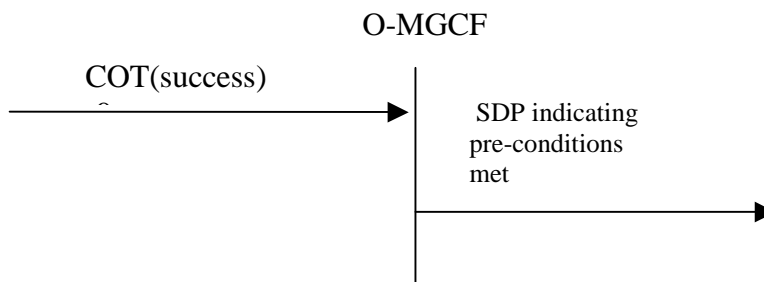 O-MGCF
COT(success)
SDP indicating
pre-conditions
met